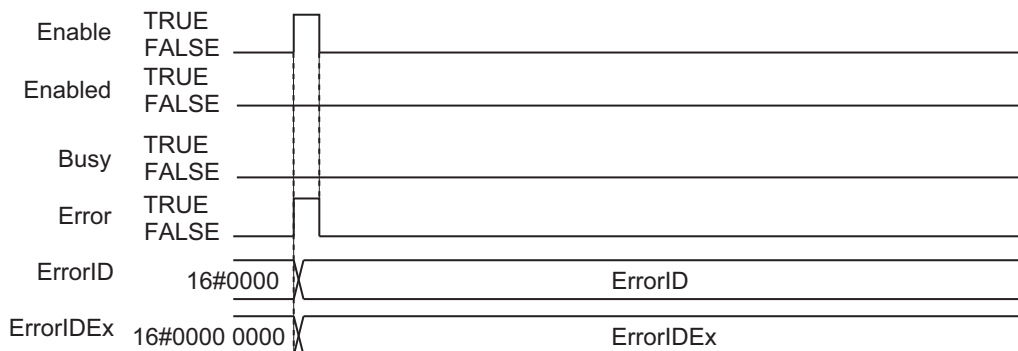 Enable TRUE
FALSE
Enabled TRUE
FALSE
Busy TRUE
FALSE
Error TRUE
FALSE
ErrorID 16#0000 ErrorID
ErrorIDEx 16#0000 0000 ErrorIDEx